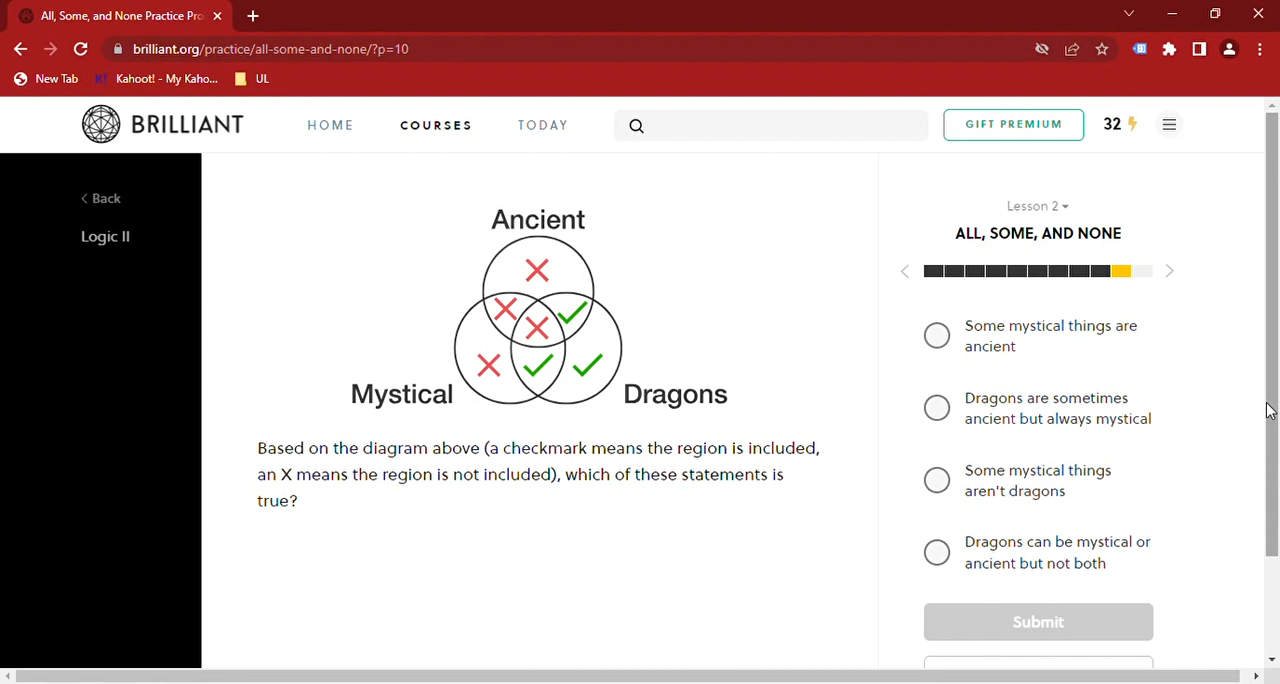 All, Some, and None Practice Pro
brilliant.org/practice/all-some-and-none/?p=10
New Tab
K! Kahoot! - My Kaho...
UL
BRILLIANT
HOME
COURSES
TODAY
GIFT PREMIUM
32
< Back
Logic II
Ancient
Mystical
Dragons
Based on the diagram above (a checkmark means the region is included,
an X means the region is not included), which of these statements is
true?
Lesson 2
ALL, SOME, AND NONE
Some mystical things are
ancient
Dragons are sometimes
ancient but always mystical
Some mystical things
aren't dragons
Dragons can be mystical or
ancient but not both
Submit